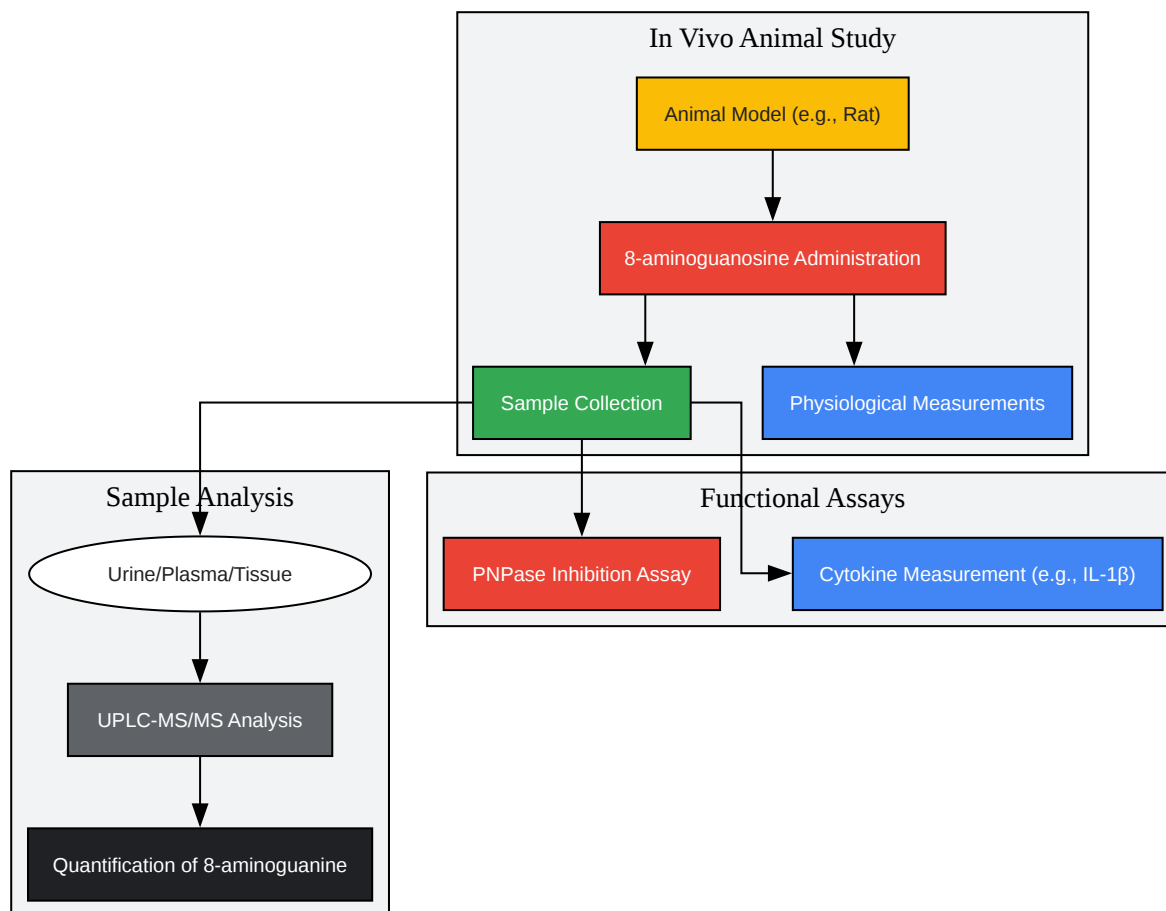 In Vivo Animal Study
Animal Model (e.g., Rat)
8-aminoguanosine Administration
Sample Collection
Physiological Measurements
Sample Analysis
Functional Assays
Urine/Plasma/Tissue
PNPase Inhibition Assay
Cytokine Measurement (e.g., IL-1β)
UPLC-MS/MS Analysis
Quantification of 8-aminoguanine